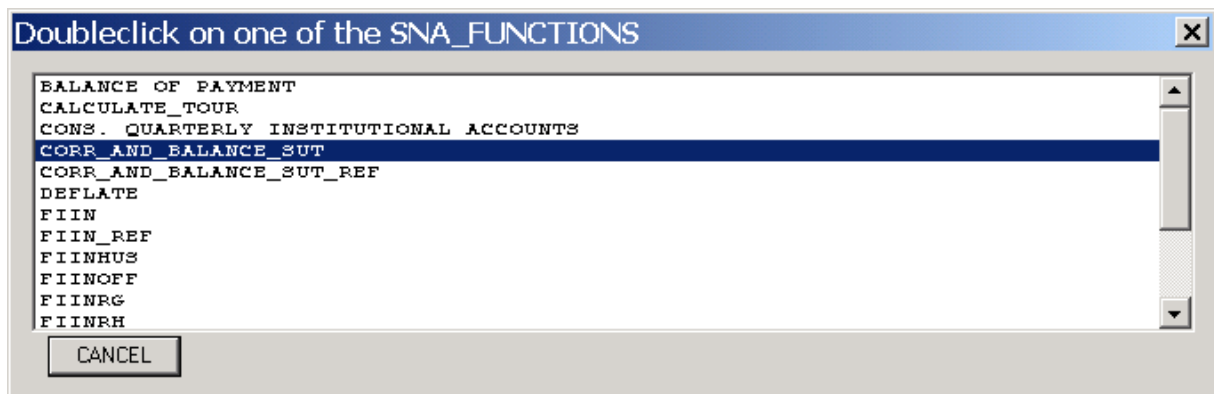 Doubleclick on one of the SNA_FUNCTIONS
BALANCE OF PAYMENT
CALCULATE_TOUR
CONS. QUARTERLY INSTITUTIONAL ACCOUNTS
CORR_AND_BALANCE_SUT
CORR_AND_BALANCE_SUT_REF
DEFLATE
FIIN
FIIN_REF
FIINHUS
FIINOFF
FIINRG
FIINRH
CANCEL